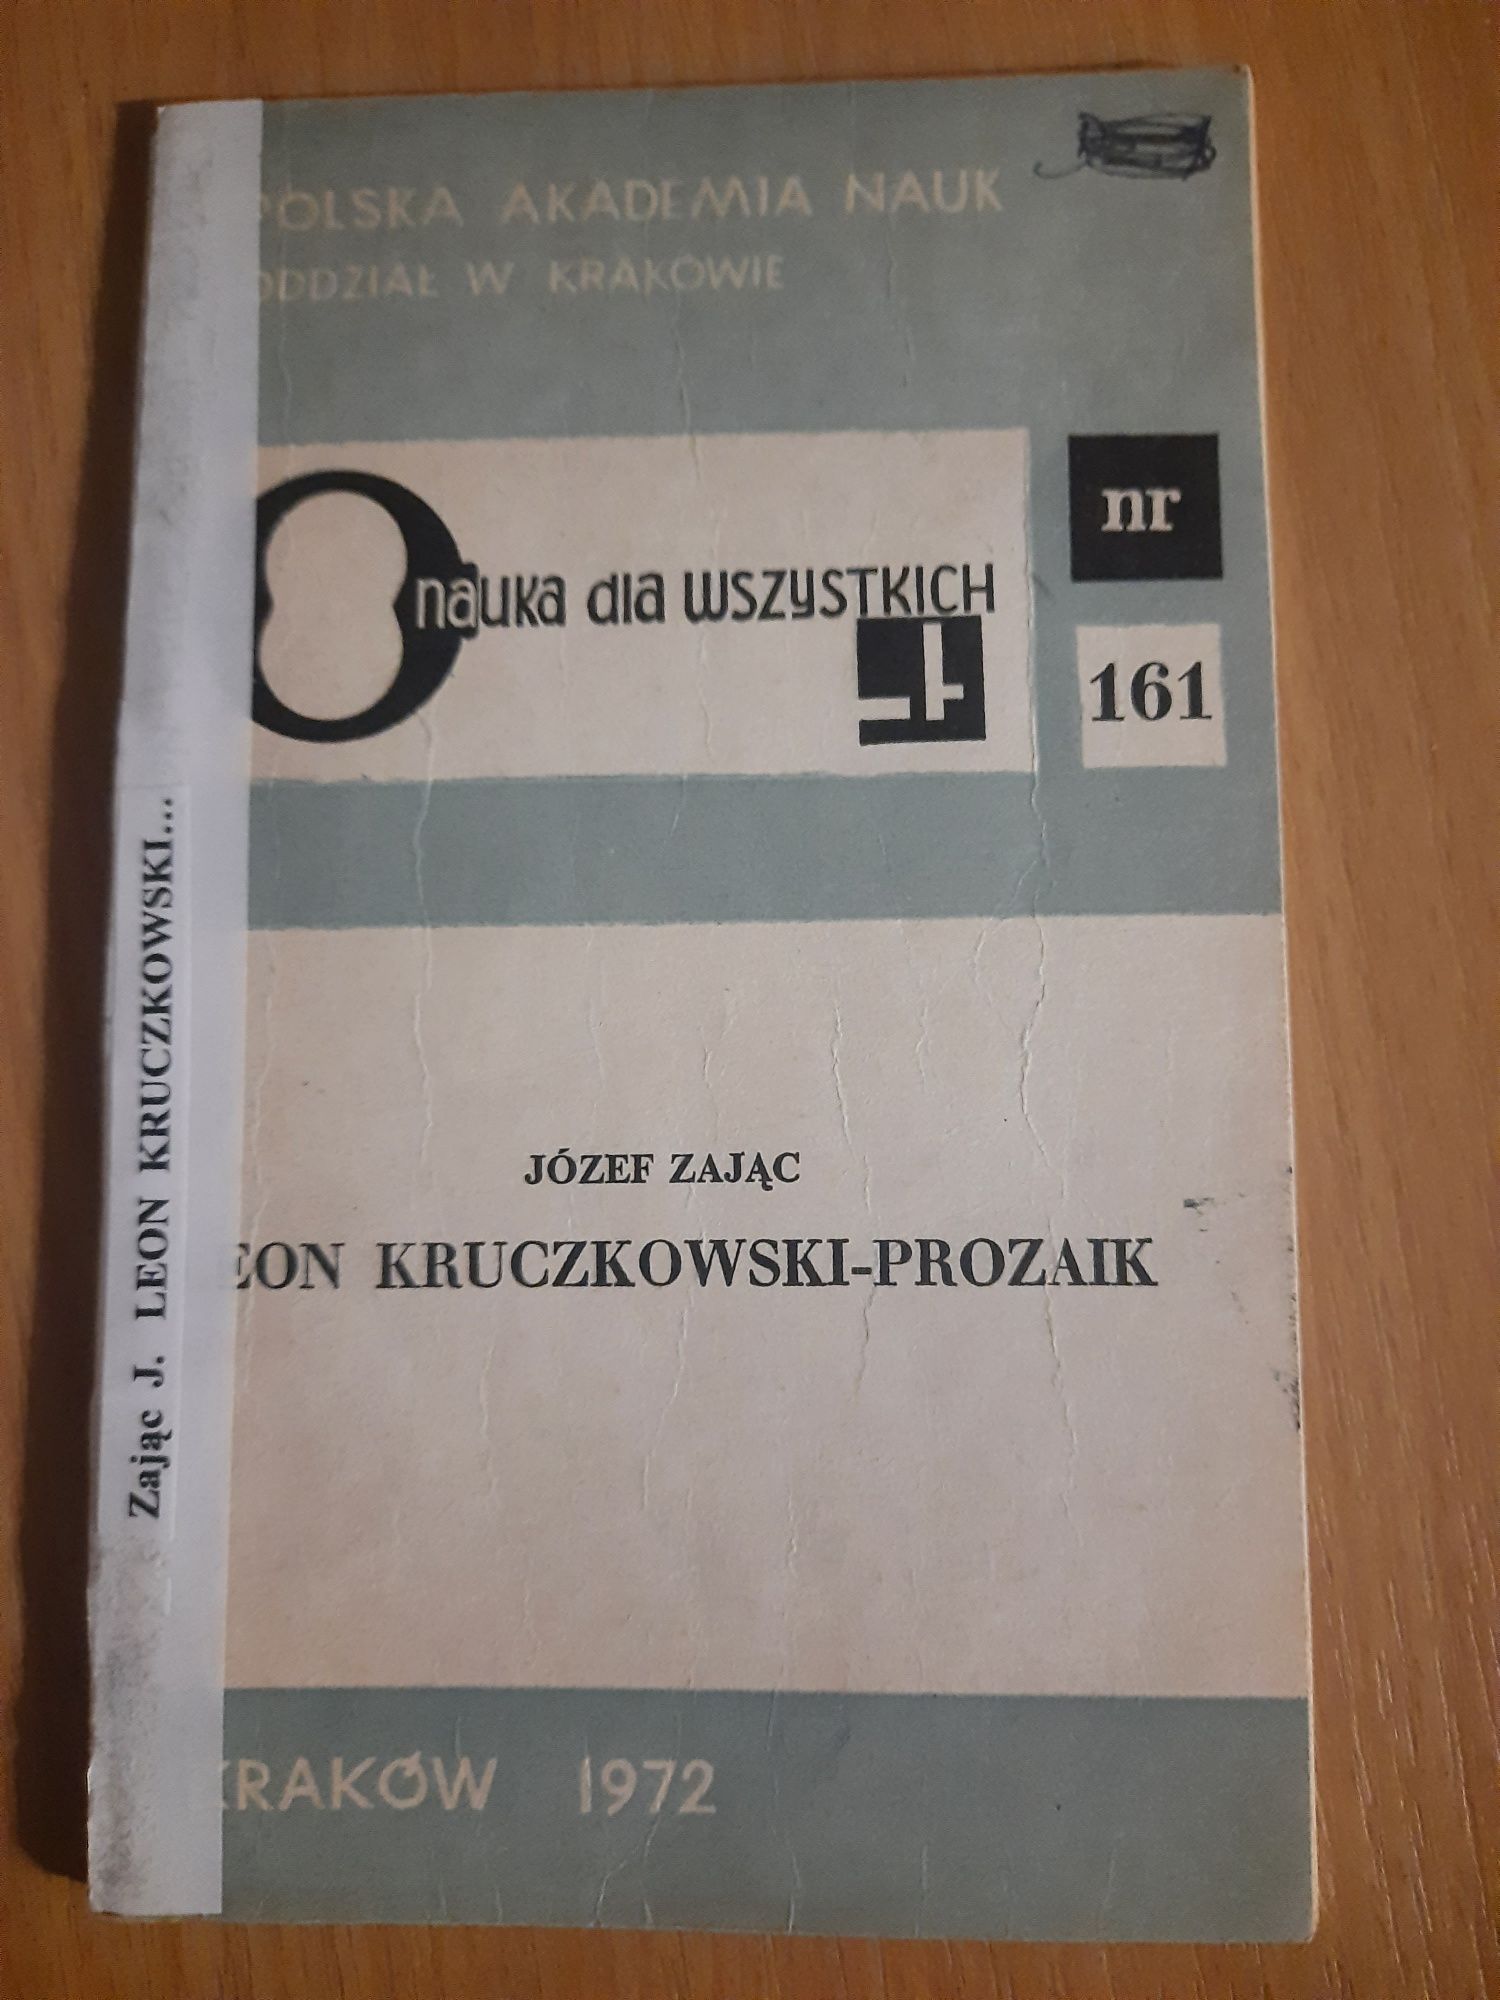 POLSKA AKADEMIA NAUK
ODDZIAŁ W KRAKOWIE
nauka dla WSZYSTKICH
nr
161
JÓZEF ZAJĄC
EON KRUCZKOWSKI-PROZAIK
KRAKÓW 1972
Zając J. LEON KRUCZKOWSKI...